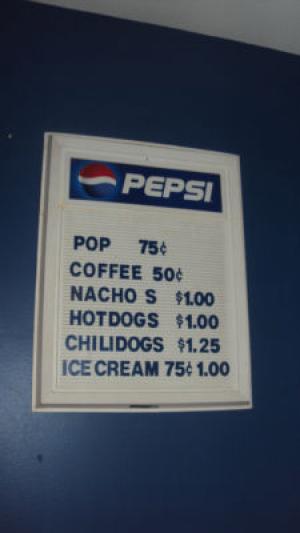 PEPSI
POP 75¢
COFFEE 50¢
NACHO S $1.00
HOTDOGS $1.00
CHILIDOGS $1.25
ICE CREAM 75¢ 1.00